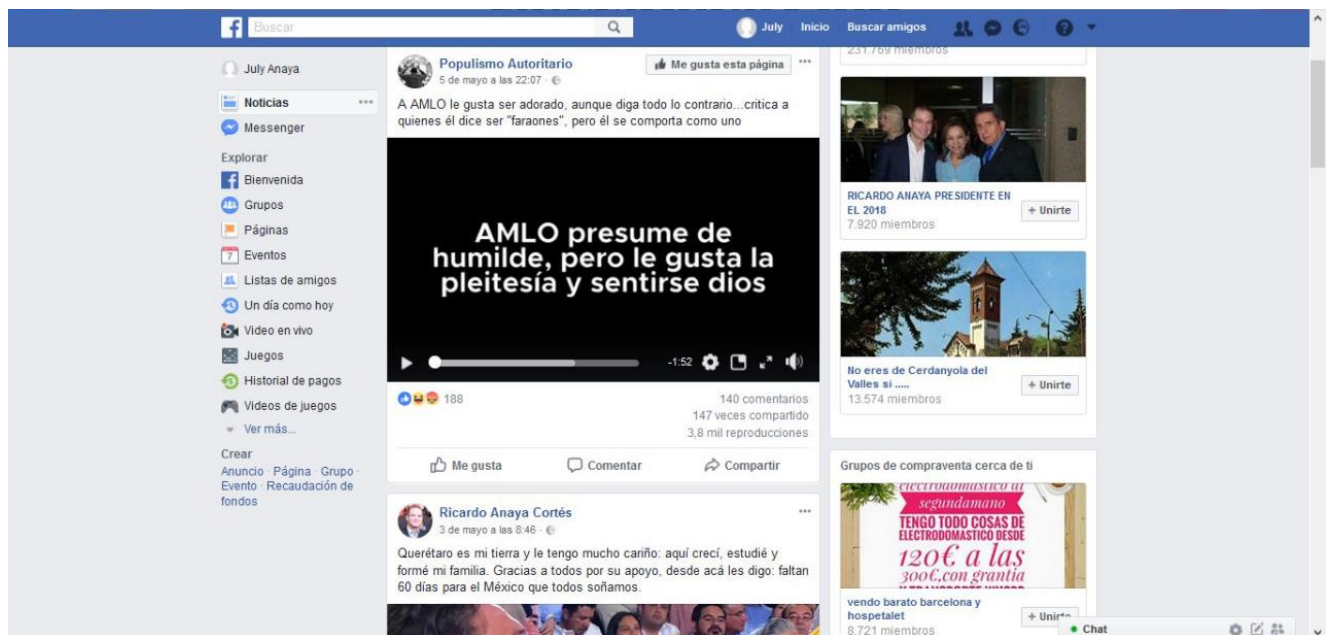 Buscar
July Inicio Buscar amigos
July Anaya
Noticias
Messenger
Explorar
Bienvenida
Grupos
Páginas
7 Eventos
Listas de amigos
Un día como hoy
Video en vivo
Juegos
Historial de pagos
Videos de juegos
Ver más...
Crear
Anuncio · Página · Grupo ·
Evento · Recaudación de
fondos
Populismo Autoritario
Me gusta esta página
5 de mayo a las 22:07 ·
A AMLO le gusta ser adorado, aunque diga todo lo contrario...critica a
quienes él dice ser "faraones", pero él se comporta como uno
AMLO presume de
humilde, pero le gusta la
pleitesía y sentirse dios
-1:52
188
140 comentarios
147 veces compartido
3,8 mil reproducciones
Me gusta Comentar Compartir
Ricardo Anaya Cortés
3 de mayo a las 8:46 ·
Querétaro es mi tierra y le tengo mucho cariño: aquí crecí, estudié y
formé mi familia. Gracias a todos por su apoyo, desde acá les digo: faltan
60 días para el México que todos soñamos.
231.769 miembros
RICARDO ANAYA PRESIDENTE EN
EL 2018
+ Unirte
7.920 miembros
No eres de Cerdanyola del
Valles si .....
+ Unirte
13.574 miembros
Grupos de compraventa cerca de ti
electrodomastico al
segundamano
TENGO TODO COSAS DE
ELECTRODOMASTICO DESDE
120€ a las
300€,con grantia
vendo barato barcelona y
hospetalet
+ Unirte
8.721 miembros
Chat